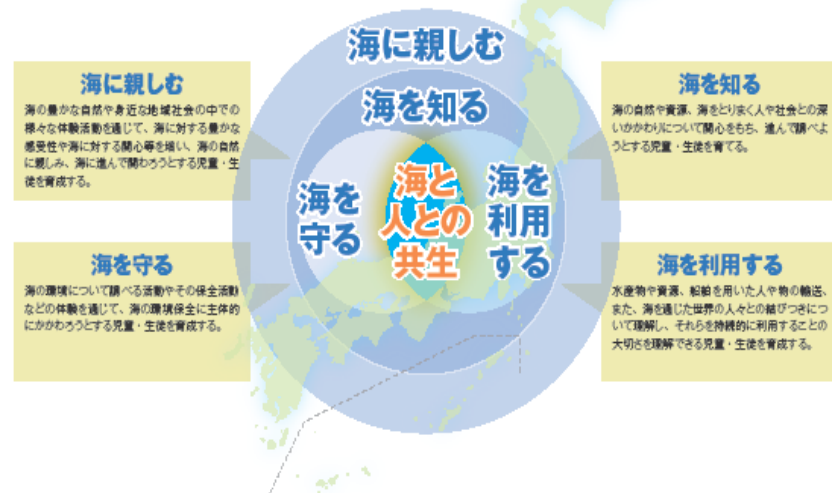 海に親しむ
海を知る
海を
守る
海と
人との
共生
海を
利用
する
海に親しむ
海の豊かな自然や身近な地域社会の中での
様々な体験活動を通じて、海に対する豊かな
感受性や海に対する関心等を培い、海の自然
に親しみ、海に進んで関わろうとする児童・生
徒を育成する。
海を知る
海の自然や資源、海をとりまく人や社会との深
いかかわりについて関心をもち、進んで調べよ
うとする児童・生徒を育てる。
海を守る
海の環境について調べる活動やその保全活動
などの体験を通じて、海の環境保全に主体的
にかかわろうとする児童・生徒を育成する。
海を利用する
水産物や資源、船舶を用いた人や物の輸送、
また、海を通じた世界の人々との結びつきにつ
いて理解し、それらを持続的に利用することの
大切さを理解できる児童・生徒を育成する。